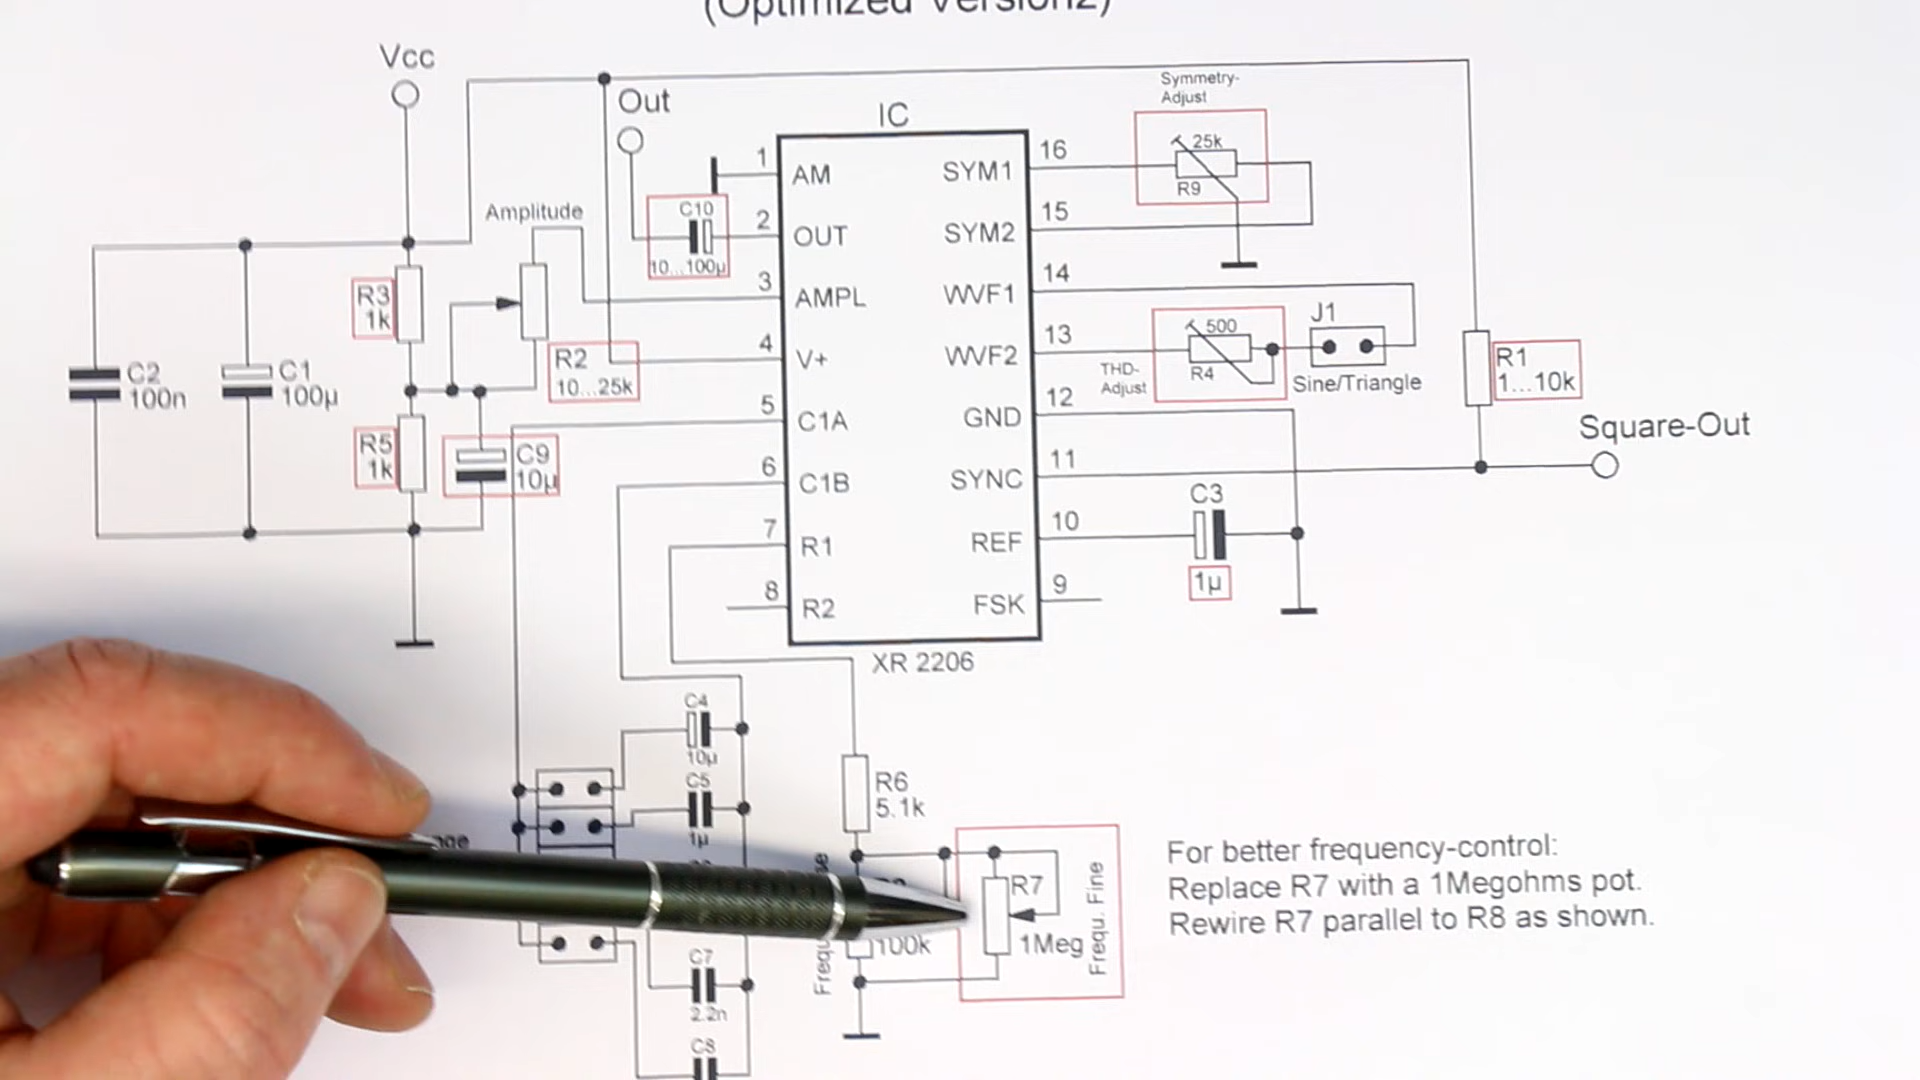 (Optimized Version2)
Vcc
Out
IC
Symmetry-
Adjust
25k
R9
Amplitude
C10
10...100µ
1
2
3
4
5
6
7
8
AM
OUT
AMPL
V+
C1A
C1B
R1
R2
SYM1
SYM2
WVF1
WVF2
GND
SYNC
REF
FSK
16
15
14
13
12
11
10
9
XR 2206
R3
1k
R2
10...25k
C2
100n
C1
100µ
R5
1k
C9
10µ
THD-
Adjust
500
R4
J1
Sine/Triangle
R1
1...10k
Square-Out
C3
1µ
C4
10µ
C5
1µ
C7
2.2n
C8
R6
5.1k
100k
R7
1Meg
Frequ. Fine
For better frequency-control:
Replace R7 with a 1Megohms pot.
Rewire R7 parallel to R8 as shown.